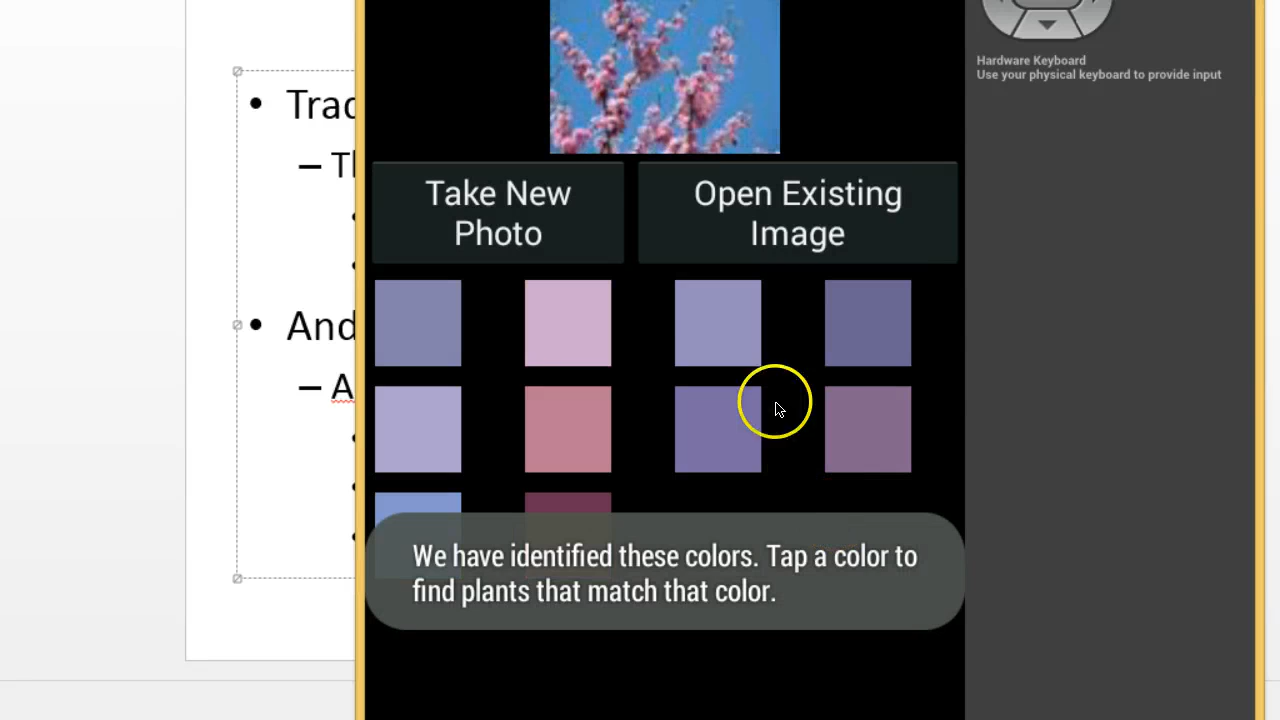 Hardware Keyboard
Use your physical keyboard to provide input
Take New
Photo
Open Existing
Image
We have identified these colors. Tap a color to
find plants that match that color.